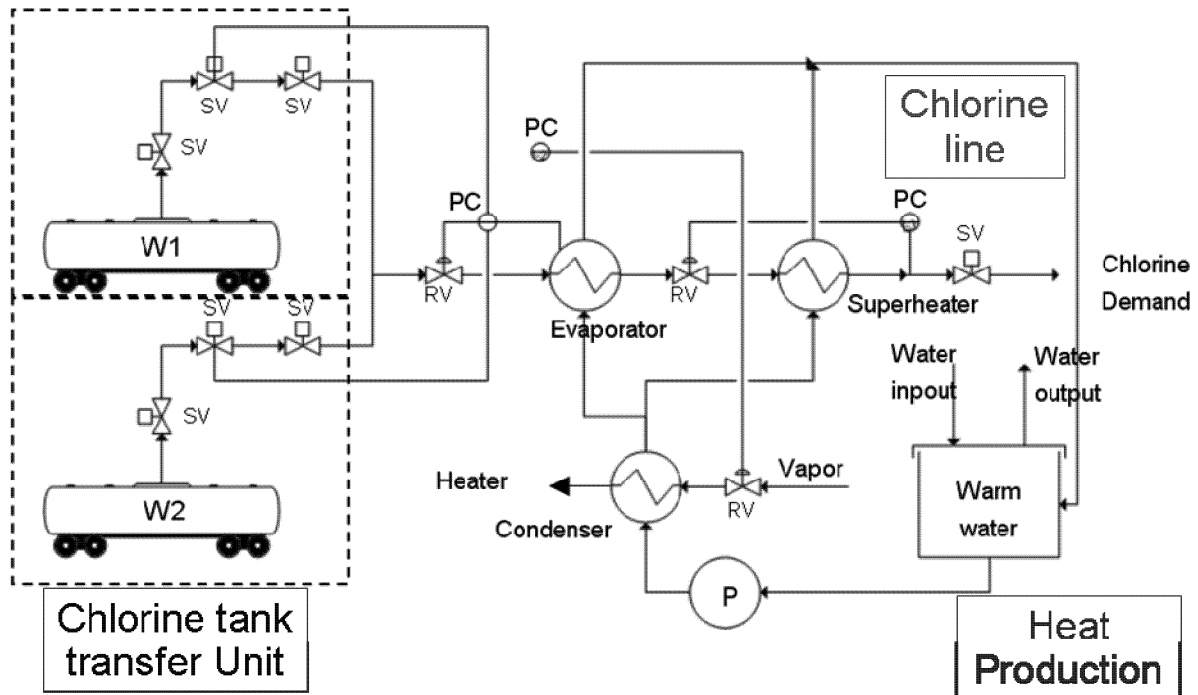 SV
SV
SV
W1
PC
PC
RV
Evaporator
RV
PC
SV
Superheater
Chlorine
line
Chlorine
Demand
SV
SV
SV
W2
Water
inpout
Water
output
Heater
Condenser
Vapor
RV
Warm
water
P
Chlorine tank
transfer Unit
Heat
Production